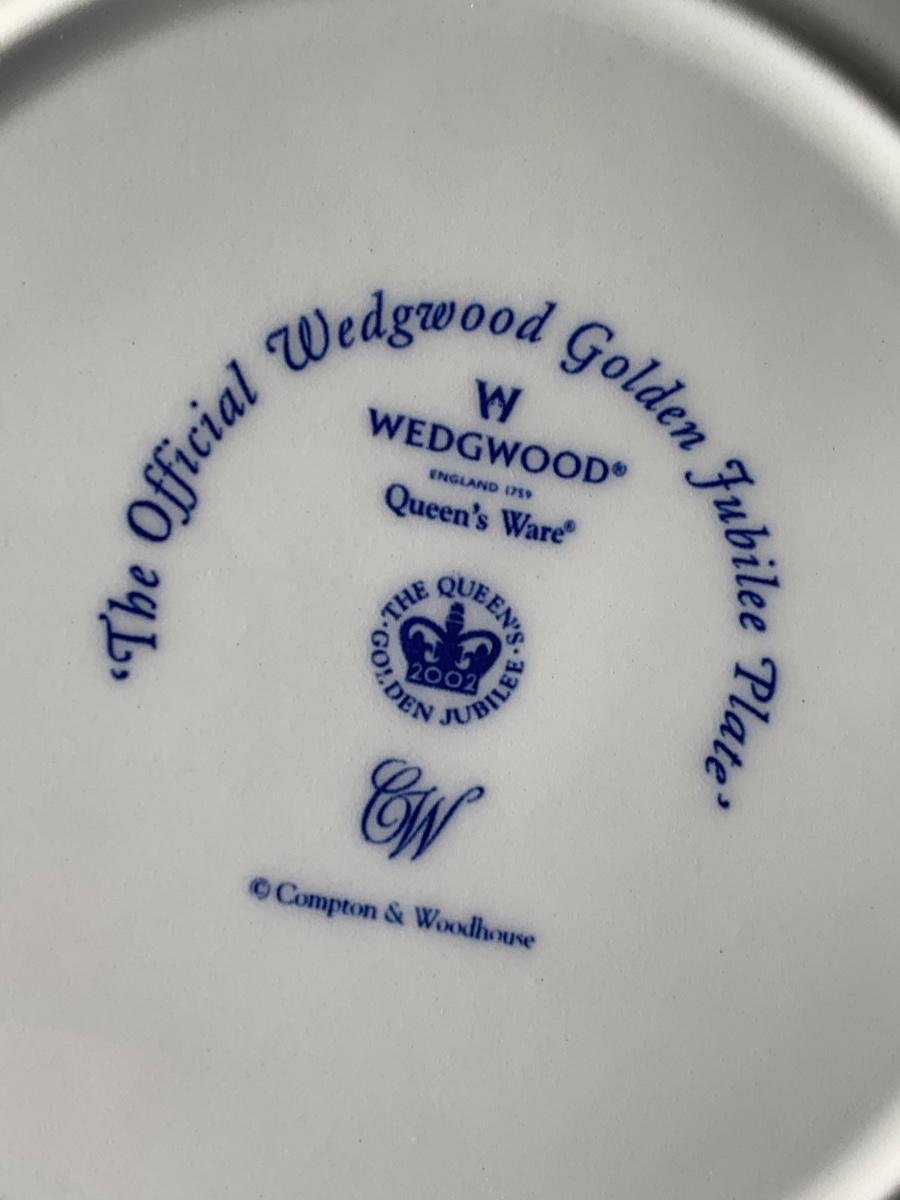 ‘The Official Wedgwood Golden Jubilee Plate’
W
WEDGWOOD®
ENGLAND 1759
Queen's Ware®
·THE QUEEN'S·
GOLDEN JUBILEE
2002
CW
© Compton & Woodhouse